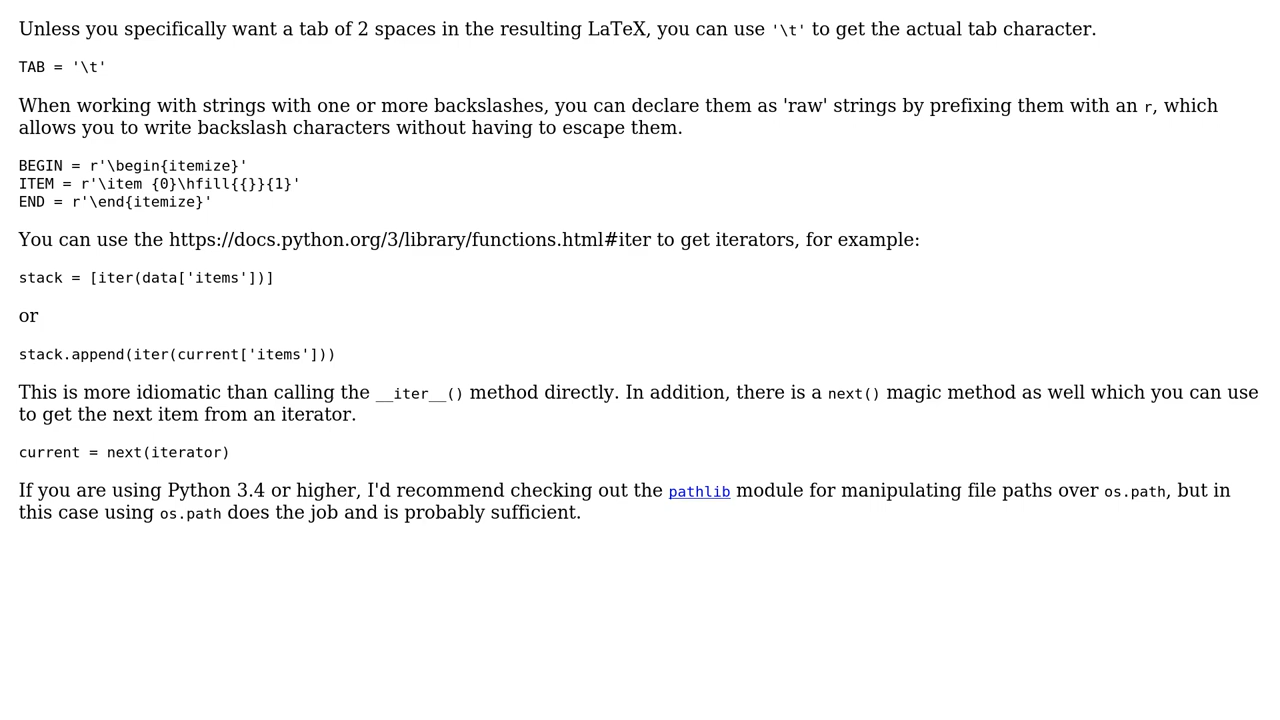 Unless you specifically want a tab of 2 spaces in the resulting LaTeX, you can use '\t' to get the actual tab character.
TAB = '\t'
When working with strings with one or more backslashes, you can declare them as 'raw' strings by prefixing them with an r, which
allows you to write backslash characters without having to escape them.
BEGIN = r'\begin{itemize}'
ITEM = r'\item {0}\hfill{{}}{1}'
END = r'\end{itemize}'
You can use the https://docs.python.org/3/library/functions.html#iter to get iterators, for example:
stack = [iter(data['items'])]
or
stack.append(iter(current['items']))
This is more idiomatic than calling the __iter__() method directly. In addition, there is a next() magic method as well which you can use
to get the next item from an iterator.
current = next(iterator)
If you are using Python 3.4 or higher, I'd recommend checking out the pathlib module for manipulating file paths over os.path, but in
this case using os.path does the job and is probably sufficient.